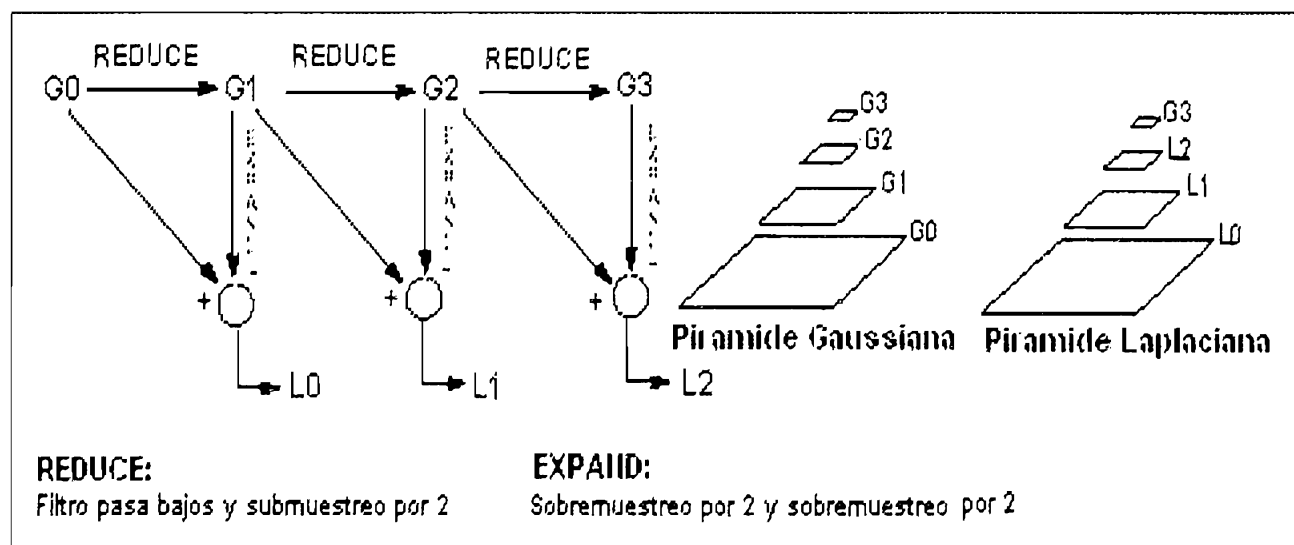 REDUCE REDUCE REDUCE
G0 G1 G2 G3
+ - + - + -
L0 L1 L2
G3
G2
G1
G0
Piramide Gaussiana
G3
L2
L1
L0
Piramide Laplaciana
REDUCE:
Filtro pasa bajos y submuestreo por 2
EXPAIID:
Sobremuestreo por 2 y sobremuestreo por 2